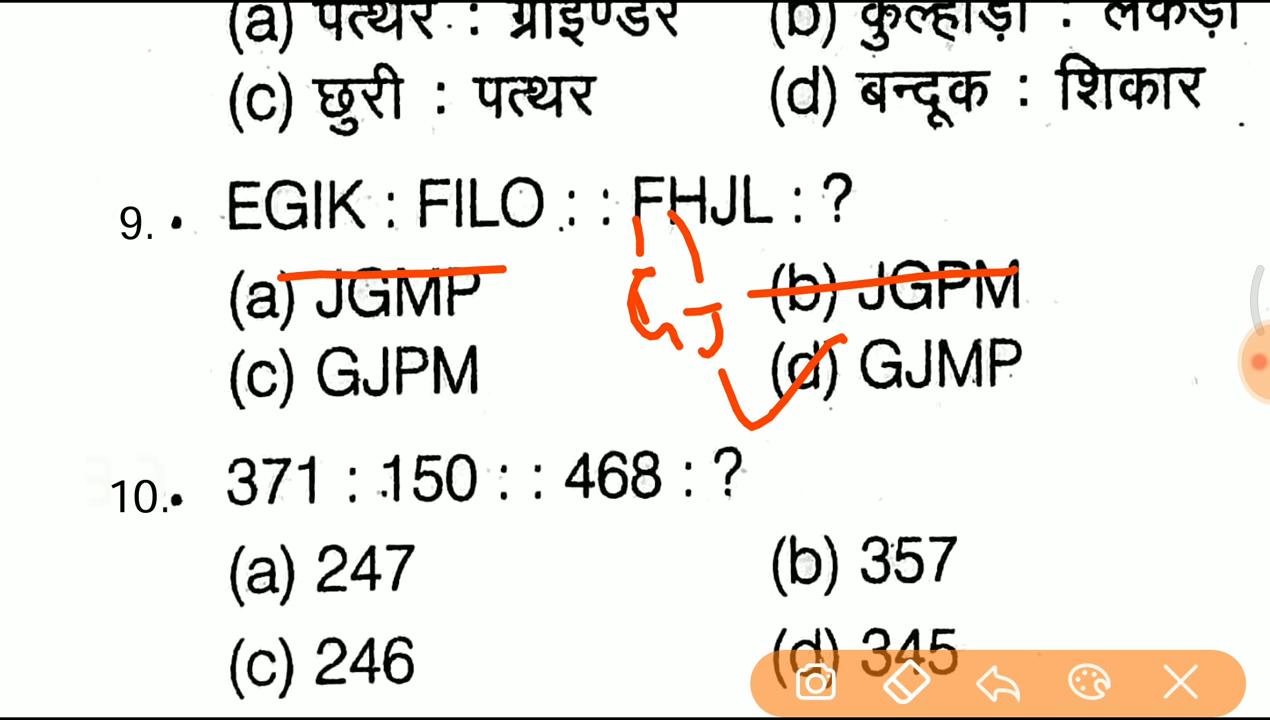 (a) पत्थर : ग्राइण्डर (b) कुल्हाड़ी : लकड़ी
(c) छुरी : पत्थर (d) बन्दूक : शिकार
9. EGIK : FILO : : FHJL : ?
(a) JGMP (b) JGPM
G J
(c) GJPM (d) GJMP
10. 371 : 150 : : 468 : ?
(a) 247 (b) 357
(c) 246 (d) 345